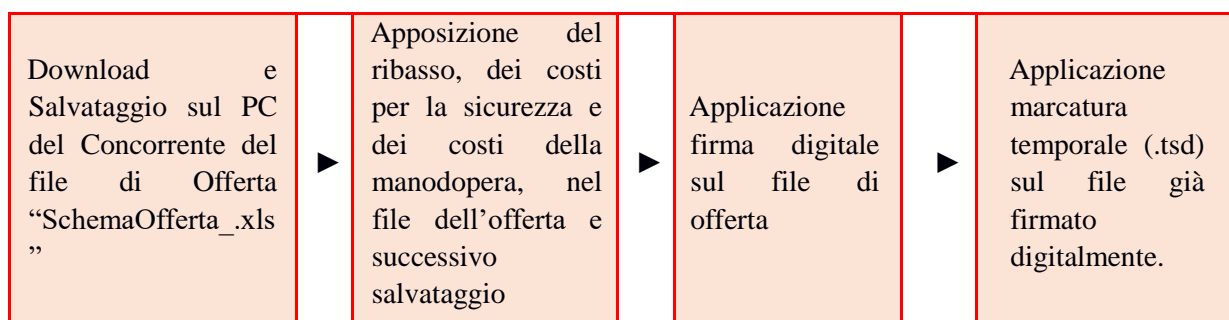 Download e
Salvataggio sul PC
del Concorrente del
file di Offerta
“SchemaOfferta_.xls
”
►
Apposizione del
ribasso, dei costi
per la sicurezza e
dei costi della
manodopera, nel
file dell’offerta e
successivo
salvataggio
►
Applicazione
firma digitale
sul file di
offerta
►
Applicazione
marcatura
temporale (.tsd)
sul file già
firmato
digitalmente.